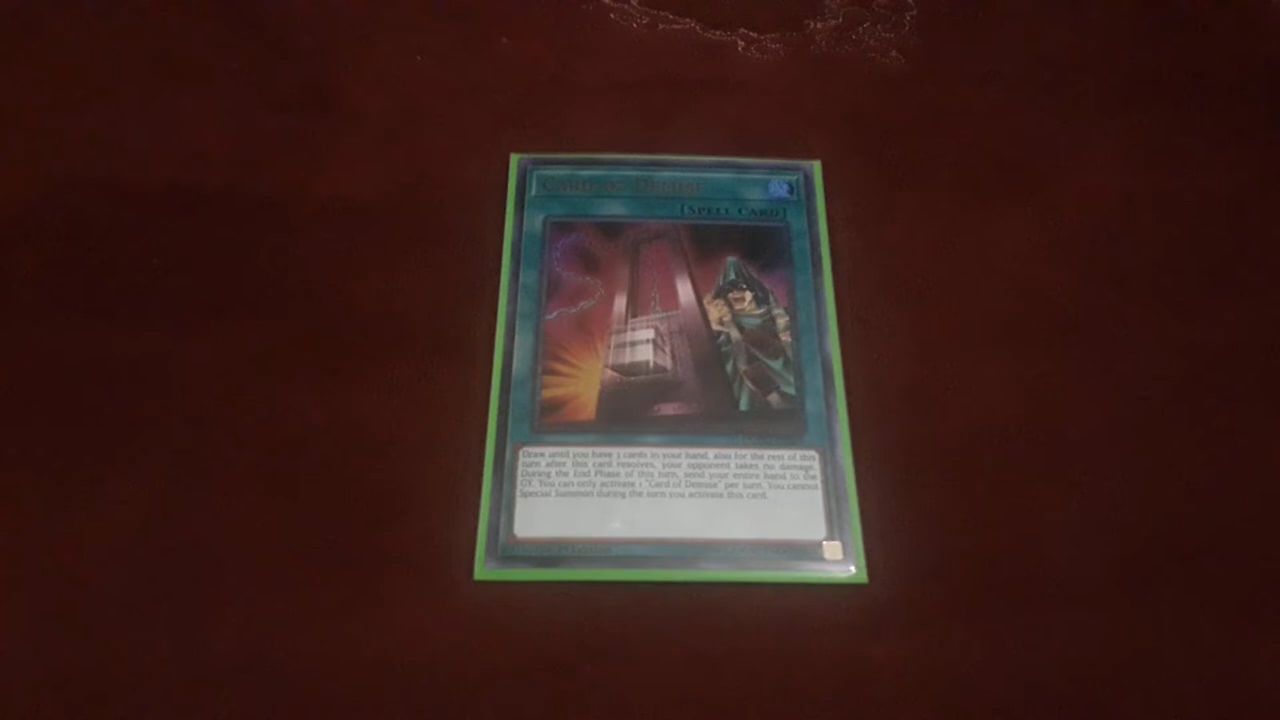 Card of Demise
[Spell Card]
Draw until you have 3 cards in your hand, also for the rest of this
turn after this card resolves, your opponent takes no damage.
During the End Phase of this turn, send your entire hand to the
GY. You can only activate 1 "Card of Demise" per turn. You cannot
Special Summon during the turn you activate this card.